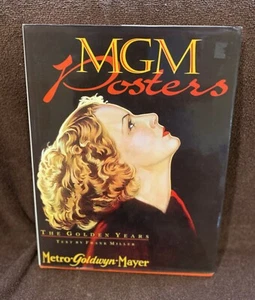 MGM
Posters
THE GOLDEN YEARS
TEXT BY FRANK MILLER
Metro-Goldwyn-Mayer